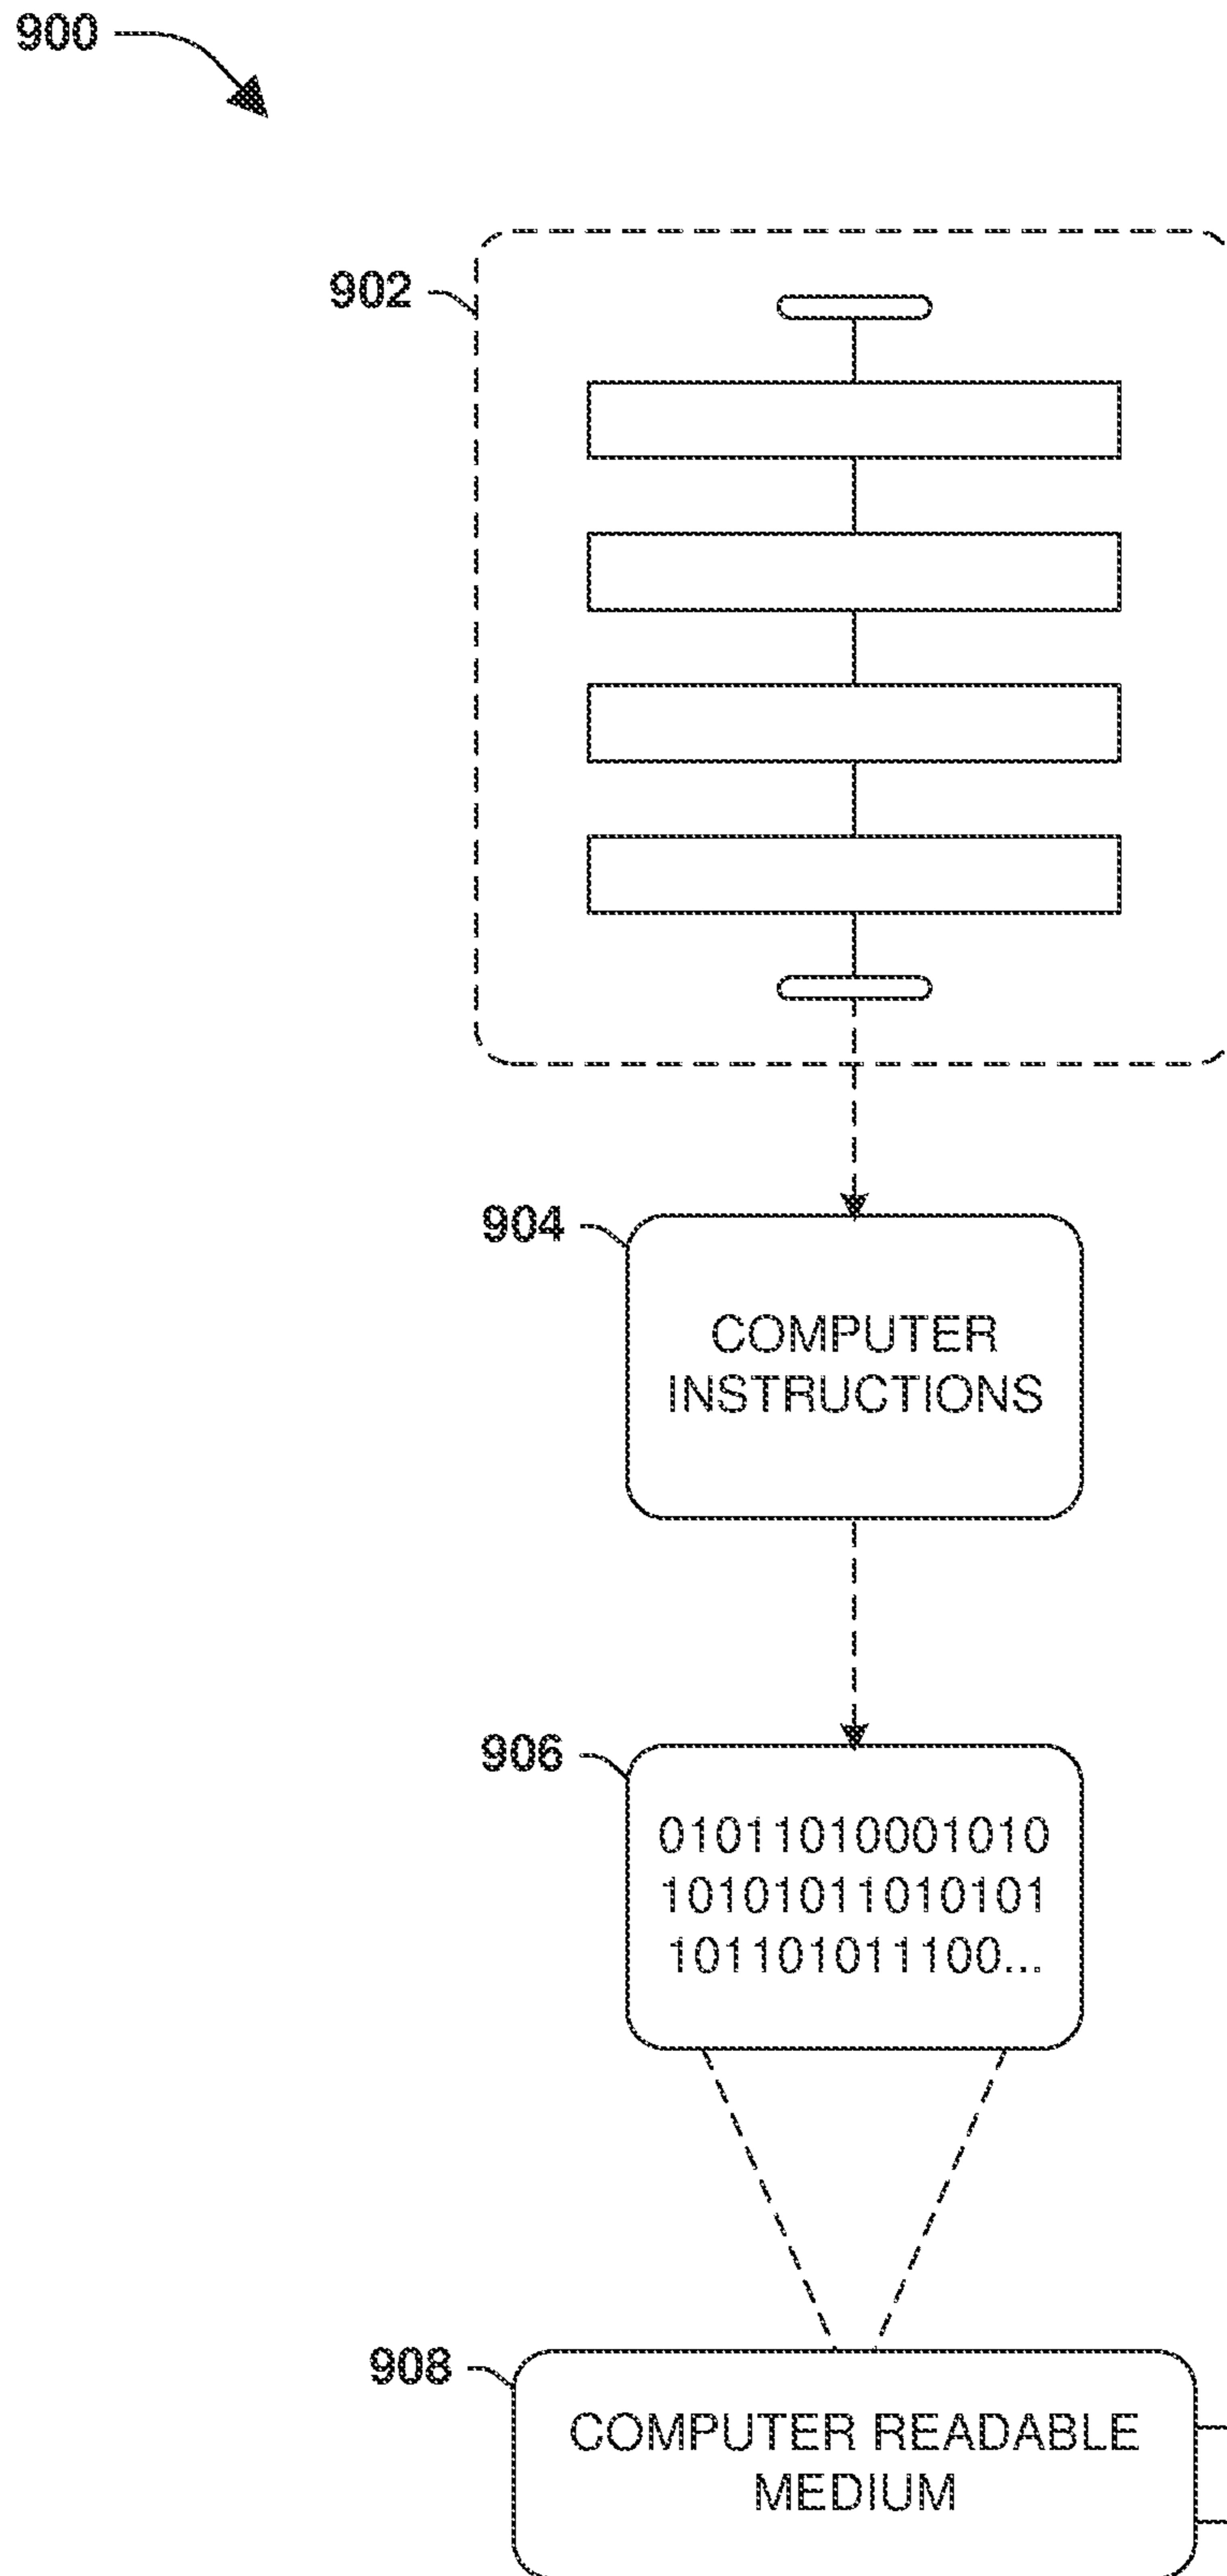 900
902
904
COMPUTER
INSTRUCTIONS
906
01011010001010
10101011010101
101101011100...
908
COMPUTER READABLE
MEDIUM